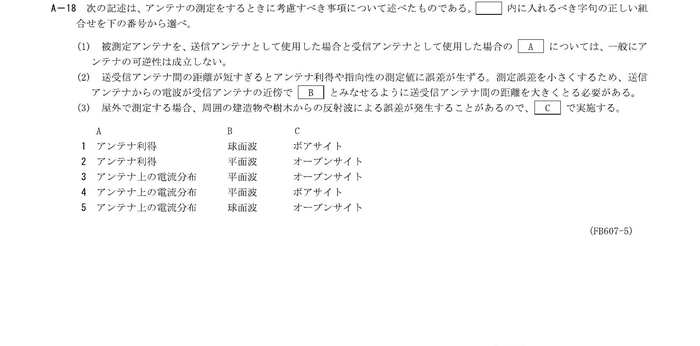 A－18 次の記述は、アンテナの測定をするときに考慮すべき事項について述べたものである。 内に入れるべき字句の正しい組
合せを下の番号から選べ。
(1) 被測定アンテナを、送信アンテナとして使用した場合と受信アンテナとして使用した場合の A については、一般にア
ンテナの可逆性は成立しない。
(2) 送受信アンテナ間の距離が短すぎるとアンテナ利得や指向性の測定値に誤差が生ずる。測定誤差を小さくするため、送信
アンテナからの電波が受信アンテナの近傍で B とみなせるように送受信アンテナ間の距離を大きくとる必要がある。
(3) 屋外で測定する場合、周囲の建造物や樹木からの反射波による誤差が発生することがあるので、 C で実施する。
A B C
1 アンテナ利得 球面波 ボアサイト
2 アンテナ利得 平面波 オープンサイト
3 アンテナ上の電流分布 平面波 オープンサイト
4 アンテナ上の電流分布 平面波 ボアサイト
5 アンテナ上の電流分布 球面波 オープンサイト
(FB607-5)